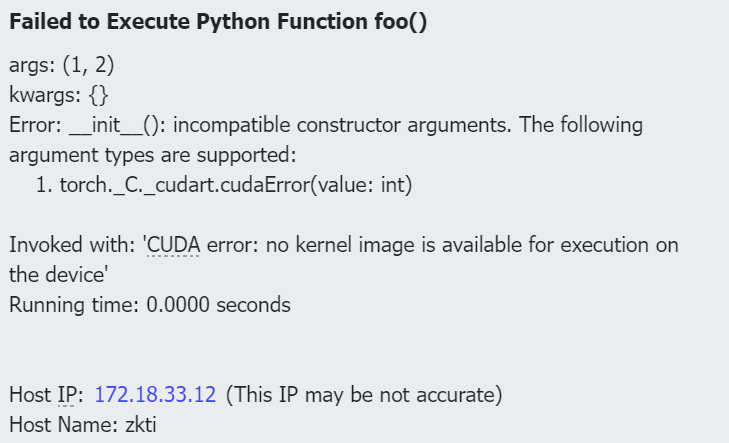 Failed to Execute Python Function foo()
args: (1, 2)
kwargs: {}
Error: __init__(): incompatible constructor arguments. The following
argument types are supported:
1. torch._C._cudart.cudaError(value: int)
Invoked with: 'CUDA error: no kernel image is available for execution on
the device'
Running time: 0.0000 seconds
Host IP: 172.18.33.12 (This IP may be not accurate)
Host Name: zkti